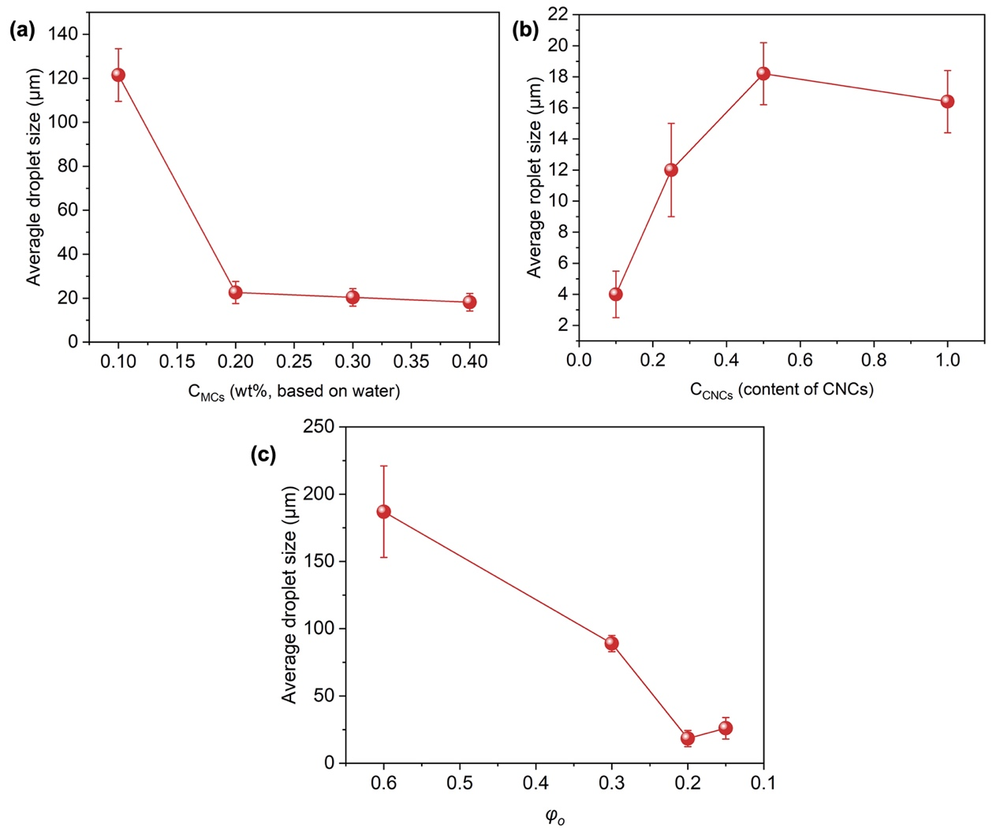 (a)
140
120
100
80
60
40
20
0
Averagle droplet size (μm)
0.10 0.15 0.20 0.25 0.30 0.35 0.40
C_MCs (wt%, based on water)
(b)
22
20
18
16
14
12
10
8
6
4
2
Average roplet size (μm)
0.0 0.2 0.4 0.6 0.8 1.0
C_CNCs (content of CNCs)
(c)
250
200
150
100
50
0
Average droplet size (μm)
0.6 0.5 0.4 0.3 0.2 0.1
φ_o